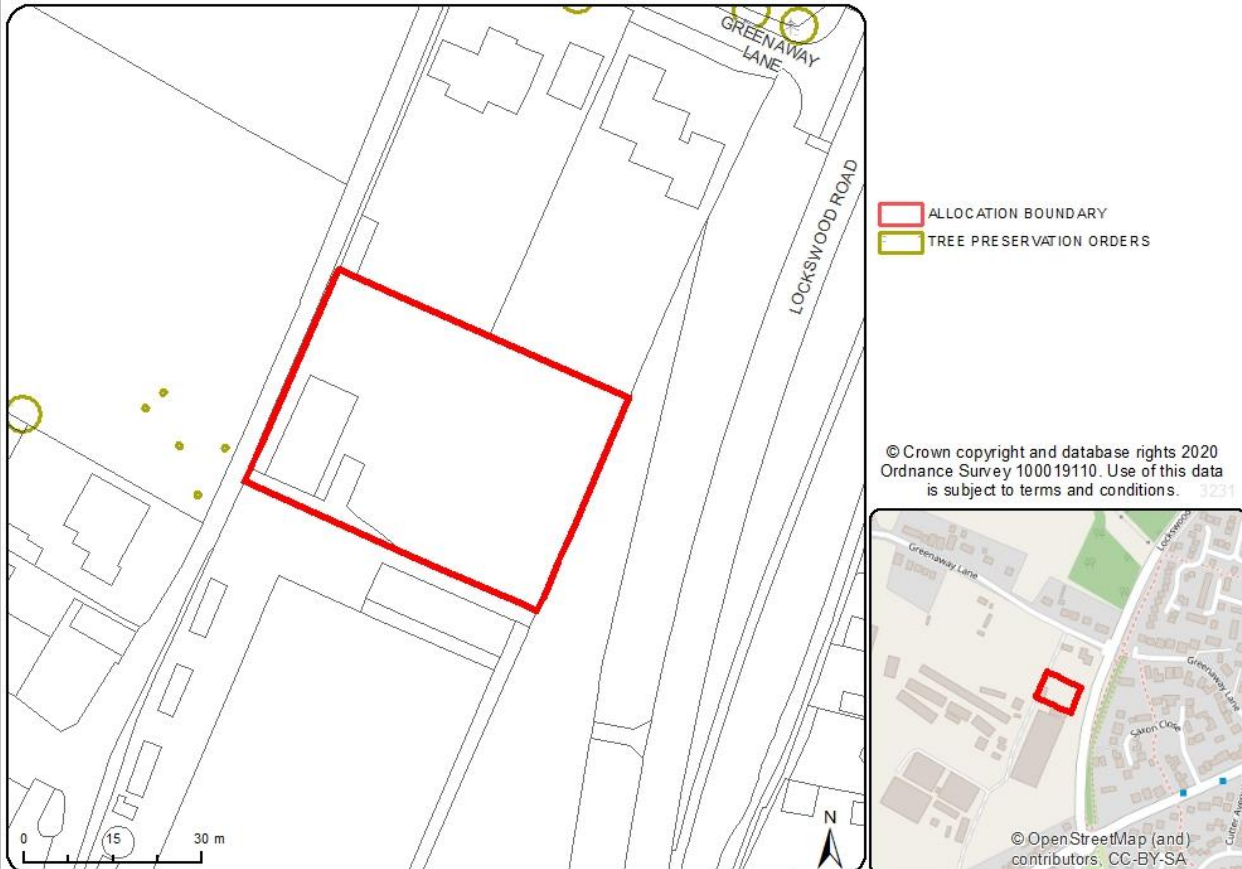 GREENAWAY
LANE
LOCKSWOOD ROAD
0 15 30 m
N
ALLOCATION BOUNDARY
TREE PRESERVATION ORDERS
© Crown copyright and database rights 2020
Ordnance Survey 100019110. Use of this data
is subject to terms and conditions. 3231
Greenaway Lane
Lockswood
Greenaway Lane
Saxon Close
Cutter Avenue
© OpenStreetMap (and)
contributors, CC-BY-SA